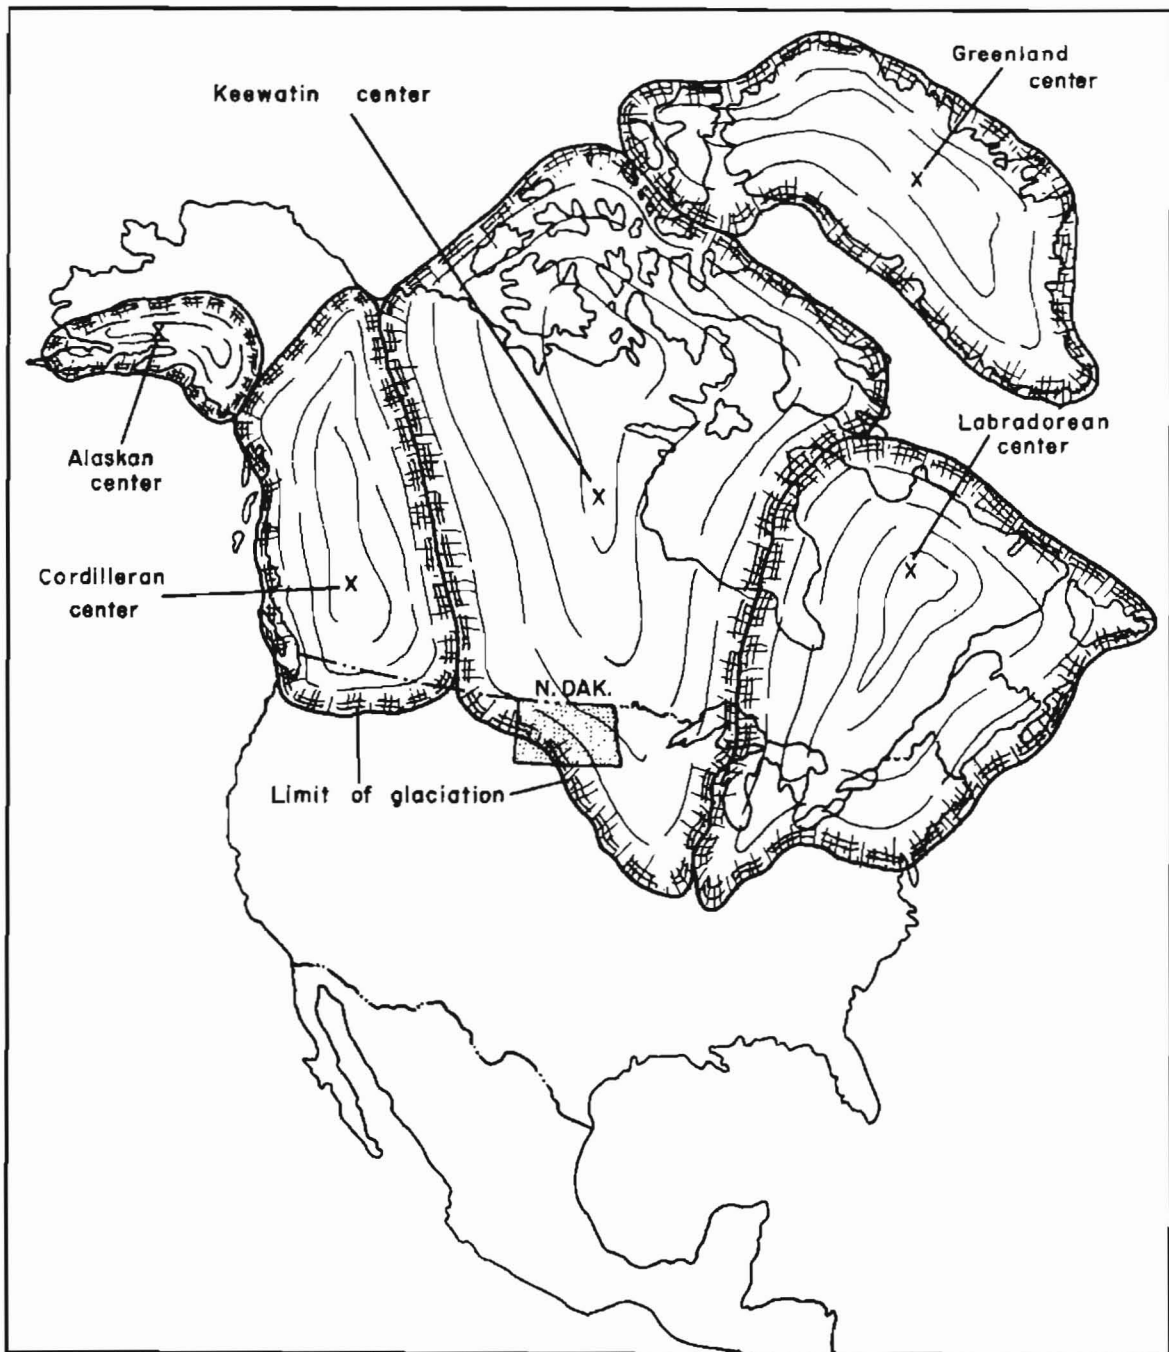 Greenland
center
Keewatin center
Labradorean
center
Alaskan
center
Cordilleran
center
N. DAK.
Limit of glaciation